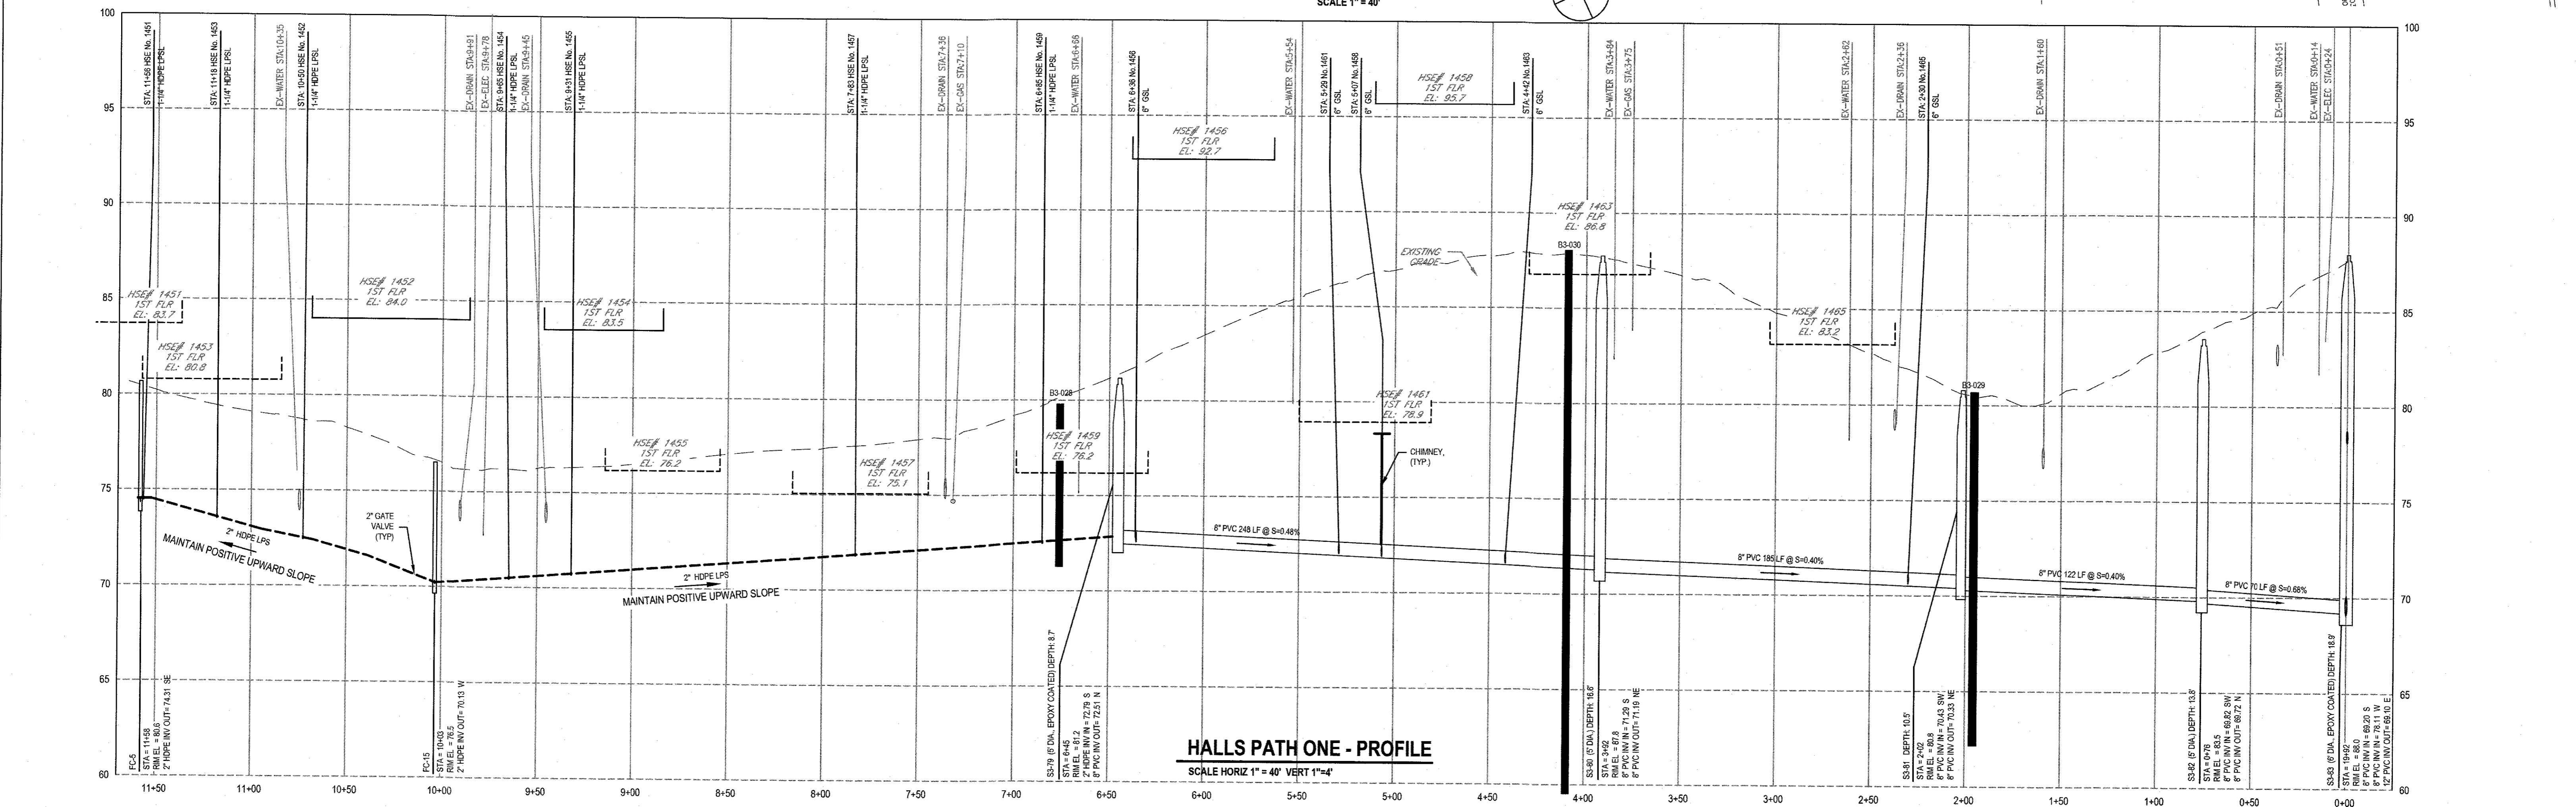 SCALE 1" = 40'
100
95
90
85
80
75
70
65
60
100
95
90
85
80
75
70
65
60
STA: 11+56 HSE No. 1451
1-1/4" HDPE LPSL
STA: 11+18 HSE No. 1453
1-1/4" HDPE LPSL
EX-WATER STA:10+35
STA: 10+50 HSE No. 1452
1-1/4" HDPE LPSL
EX-DRAIN STA:9+91
EX-ELEC STA:9+78
STA: 9+65 HSE No. 1454
1-1/4" HDPE LPSL
EX-DRAIN STA:9+45
STA: 9+31 HSE No. 1455
1-1/4" HDPE LPSL
STA: 7+83 HSE No. 1457
1-1/4" HDPE LPSL
EX-DRAIN STA:7+36
EX-GAS STA:7+10
STA: 6+85 HSE No. 1459
1-1/4" HDPE LPSL
EX-WATER STA:6+66
STA: 6+36 No. 1456
6" GSL
EX-WATER STA:5+54
STA: 5+29 No.1461
6" GSL
STA: 5+07 No.1458
6" GSL
STA: 4+42 No.1463
6" GSL
EX-WATER STA:3+84
EX-GAS STA:3+75
EX-WATER STA:2+62
EX-DRAIN STA:2+36
STA: 2+30 No.1465
6" GSL
EX-DRAIN STA:1+60
EX-DRAIN STA:0+51
EX-WATER STA:0+14
EX-ELEC STA:0+24
HSE# 1458
1ST FLR
EL: 95.7
HSE# 1456
1ST FLR
EL: 92.7
HSE# 1463
1ST FLR
EL: 86.8
B3-030
EXISTING
GRADE
HSE# 1451
1ST FLR
EL: 83.7
HSE# 1452
1ST FLR
EL: 84.0
HSE# 1454
1ST FLR
EL: 83.5
HSE# 1465
1ST FLR
EL: 83.2
HSE# 1453
1ST FLR
EL: 80.8
B3-028
B3-029
HSE# 1461
1ST FLR
EL: 78.9
HSE# 1455
1ST FLR
EL: 76.2
HSE# 1457
1ST FLR
EL: 75.1
HSE# 1459
1ST FLR
EL: 76.2
CHIMNEY,
(TYP.)
2" GATE
VALVE
(TYP)
2" HDPE LPS
MAINTAIN POSITIVE UPWARD SLOPE
2" HDPE LPS
MAINTAIN POSITIVE UPWARD SLOPE
8" PVC 248 LF @ S=0.48%
8" PVC 185 LF @ S=0.40%
8" PVC 122 LF @ S=0.40%
8" PVC 70 LF @ S=0.68%
FC-5
STA = 11+58
RIM EL = 80.6
2" HDPE INV OUT= 74.31 SE
FC-15
STA = 10+03
RIM EL = 76.5
2" HDPE INV OUT= 70.13 W
S3-79 (6' DIA., EPOXY COATED) DEPTH: 8.7'
STA = 6+45
RIM EL = 81.2
2" HDPE INV IN = 72.79 S
8" PVC INV OUT= 72.51 N
S3-80 (5' DIA.) DEPTH: 16.6'
STA = 3+92
RIM EL = 87.8
8" PVC INV IN = 71.29 S
8" PVC INV OUT= 71.19 NE
S3-81 DEPTH: 10.5'
STA = 2+02
RIM EL = 80.8
8" PVC INV IN = 70.43 SW
8" PVC INV OUT= 70.33 NE
S3-82 (5' DIA.) DEPTH: 13.8'
STA = 0+76
RIM EL = 83.5
8" PVC INV IN = 69.82 SW
8" PVC INV OUT= 69.72 N
S3-83 (6' DIA., EPOXY COATED) DEPTH: 18.9'
STA = 19+92
RIM EL = 88.0
8" PVC INV IN = 69.20 S
8" PVC INV IN = 78.11 W
12" PVC INV OUT= 69.10 E
HALLS PATH ONE - PROFILE
SCALE HORIZ 1" = 40' VERT 1"=4'
11+50
11+00
10+50
10+00
9+50
9+00
8+50
8+00
7+50
7+00
6+50
6+00
5+50
5+00
4+50
4+00
3+50
3+00
2+50
2+00
1+50
1+00
0+50
0+00